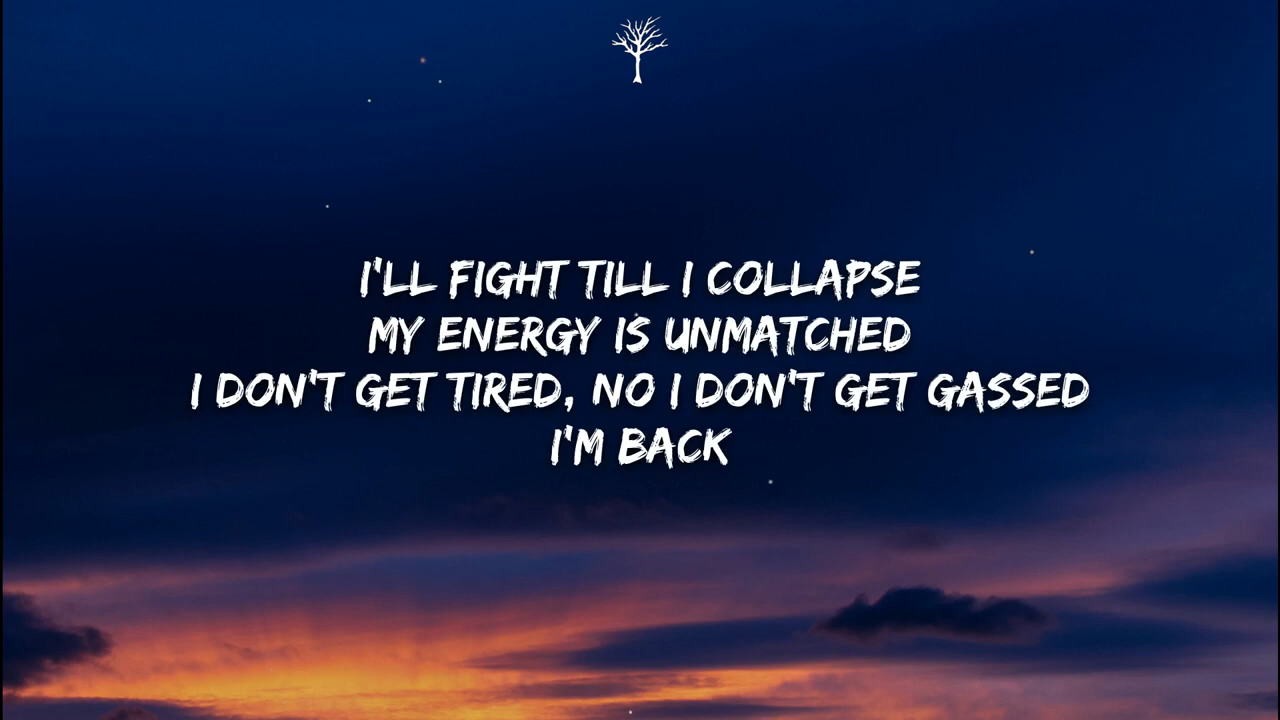 I'LL FIGHT TILL I COLLAPSE
MY ENERGY IS UNMATCHED
I DON'T GET TIRED, NO I DON'T GET GASSED
I'M BACK